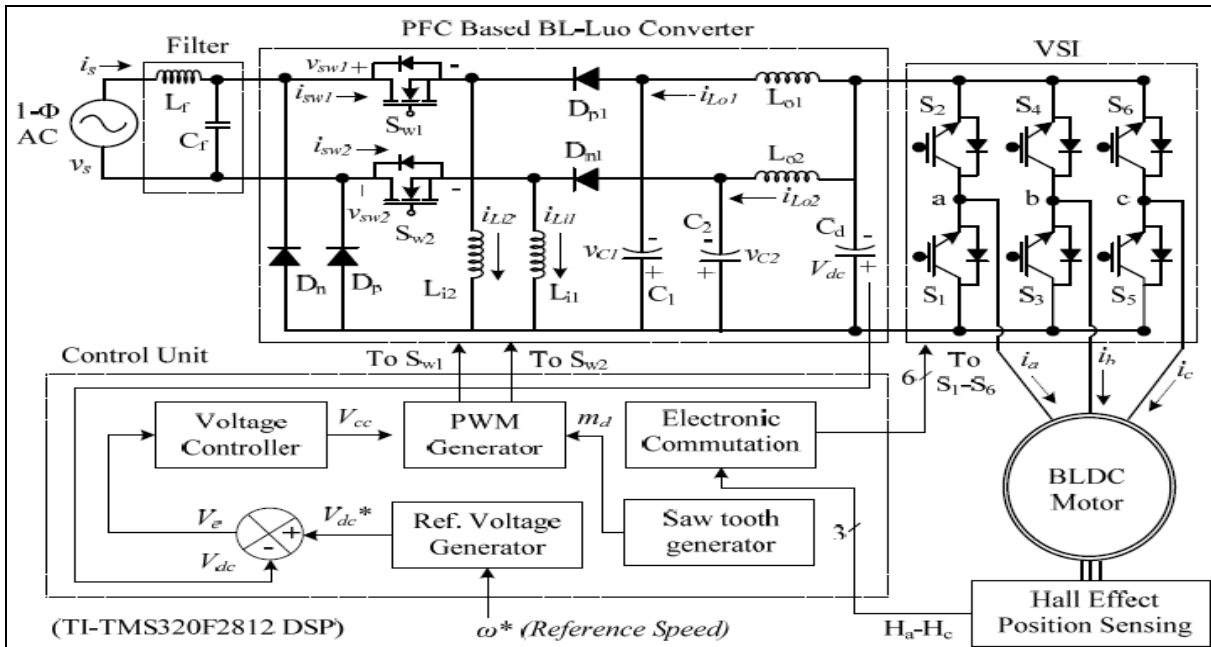 PFC Based BL-Luo Converter
Filter
VSI
i_s
L_f
C_f
1-Φ
AC
v_s
v_sw1 +
-
i_sw1
S_w1
i_sw2
-
+
v_sw2
S_w2
D_p1
D_n1
i_Lo1
L_o1
L_o2
i_Lo2
D_n
D_p
i_Li2
i_Li1
L_i2
L_i1
v_C1
-
+
C_1
C_2
-
+
v_C2
C_d
-
V_dc
+
S_2
S_4
S_6
a
b
c
S_1
S_3
S_5
Control Unit
To S_w1
To S_w2
6
To
S_1-S_6
i_a
i_b
i_c
Voltage
Controller
V_cc
PWM
Generator
m_d
Electronic
Commutation
BLDC
Motor
V_e
V_dc
+
-
V_dc*
Ref. Voltage
Generator
Saw tooth
generator
3
(TI-TMS320F2812 DSP)
ω* (Reference Speed)
H_a-H_c
Hall Effect
Position Sensing